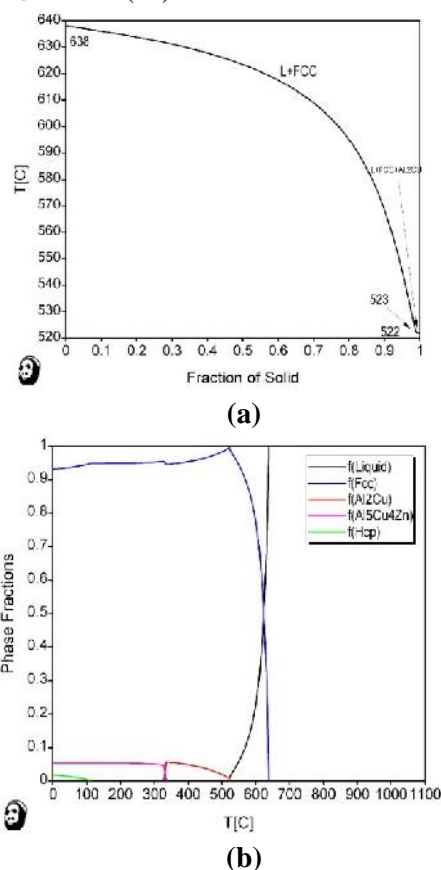 640
630
620
610
600
590
580
570
560
550
540
530
520
T[C]
638
L+FCC
L+FCC+Al2CU
523
522
0 0.1 0.2 0.3 0.4 0.5 0.6 0.7 0.8 0.9 1
Fraction of Solid
(a)
1
0.9
0.8
0.7
0.6
0.5
0.4
0.3
0.2
0.1
0
Phase Fractions
f(Liquid)
f(Fcc)
f(Al2Cu)
f(Al5Cu4Zn)
f(Hcp)
0 100 200 300 400 500 600 700 800 900 1000 1100
T[C]
(b)